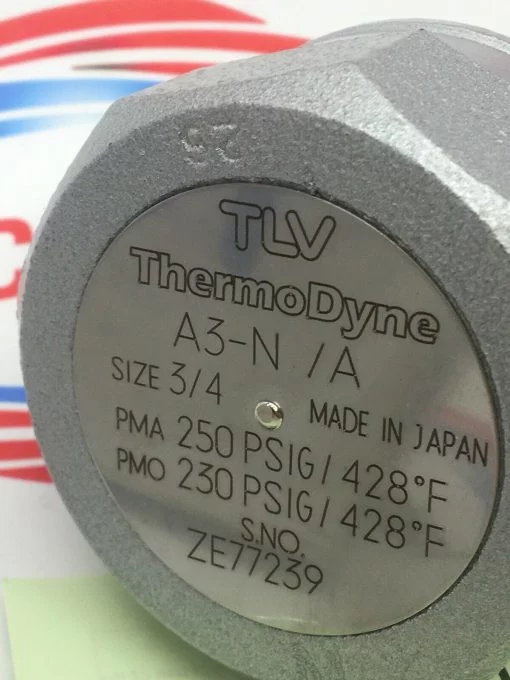 TLV
ThermoDyne
A3-N /A
SIZE 3/4
MADE IN JAPAN
PMA 250 PSIG/428°F
PMO 230 PSIG/428°F
S.NO.
ZE77239
C